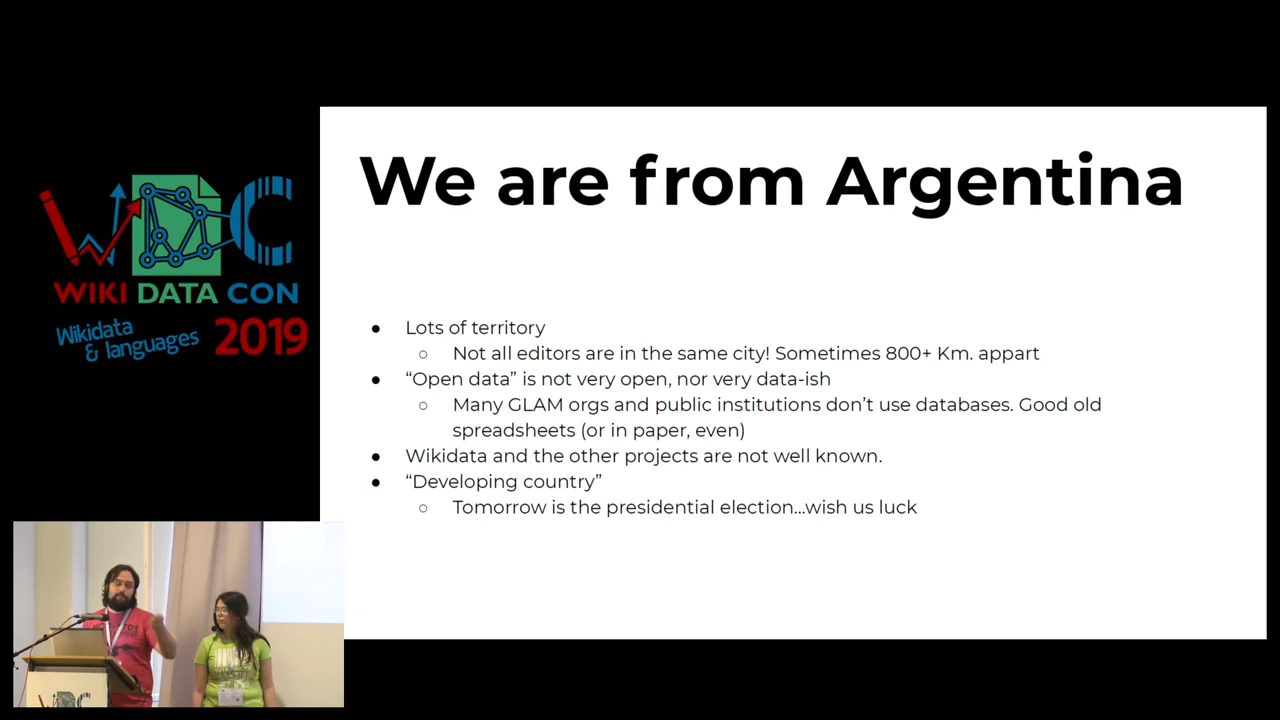 We are from Argentina
WDC
WIKI DATA CON
Wikidata
& languages 2019
● Lots of territory
○ Not all editors are in the same city! Sometimes 800+ Km. appart
● “Open data” is not very open, nor very data-ish
○ Many GLAM orgs and public institutions don’t use databases. Good old
spreadsheets (or in paper, even)
● Wikidata and the other projects are not well known.
● “Developing country”
○ Tomorrow is the presidential election...wish us luck